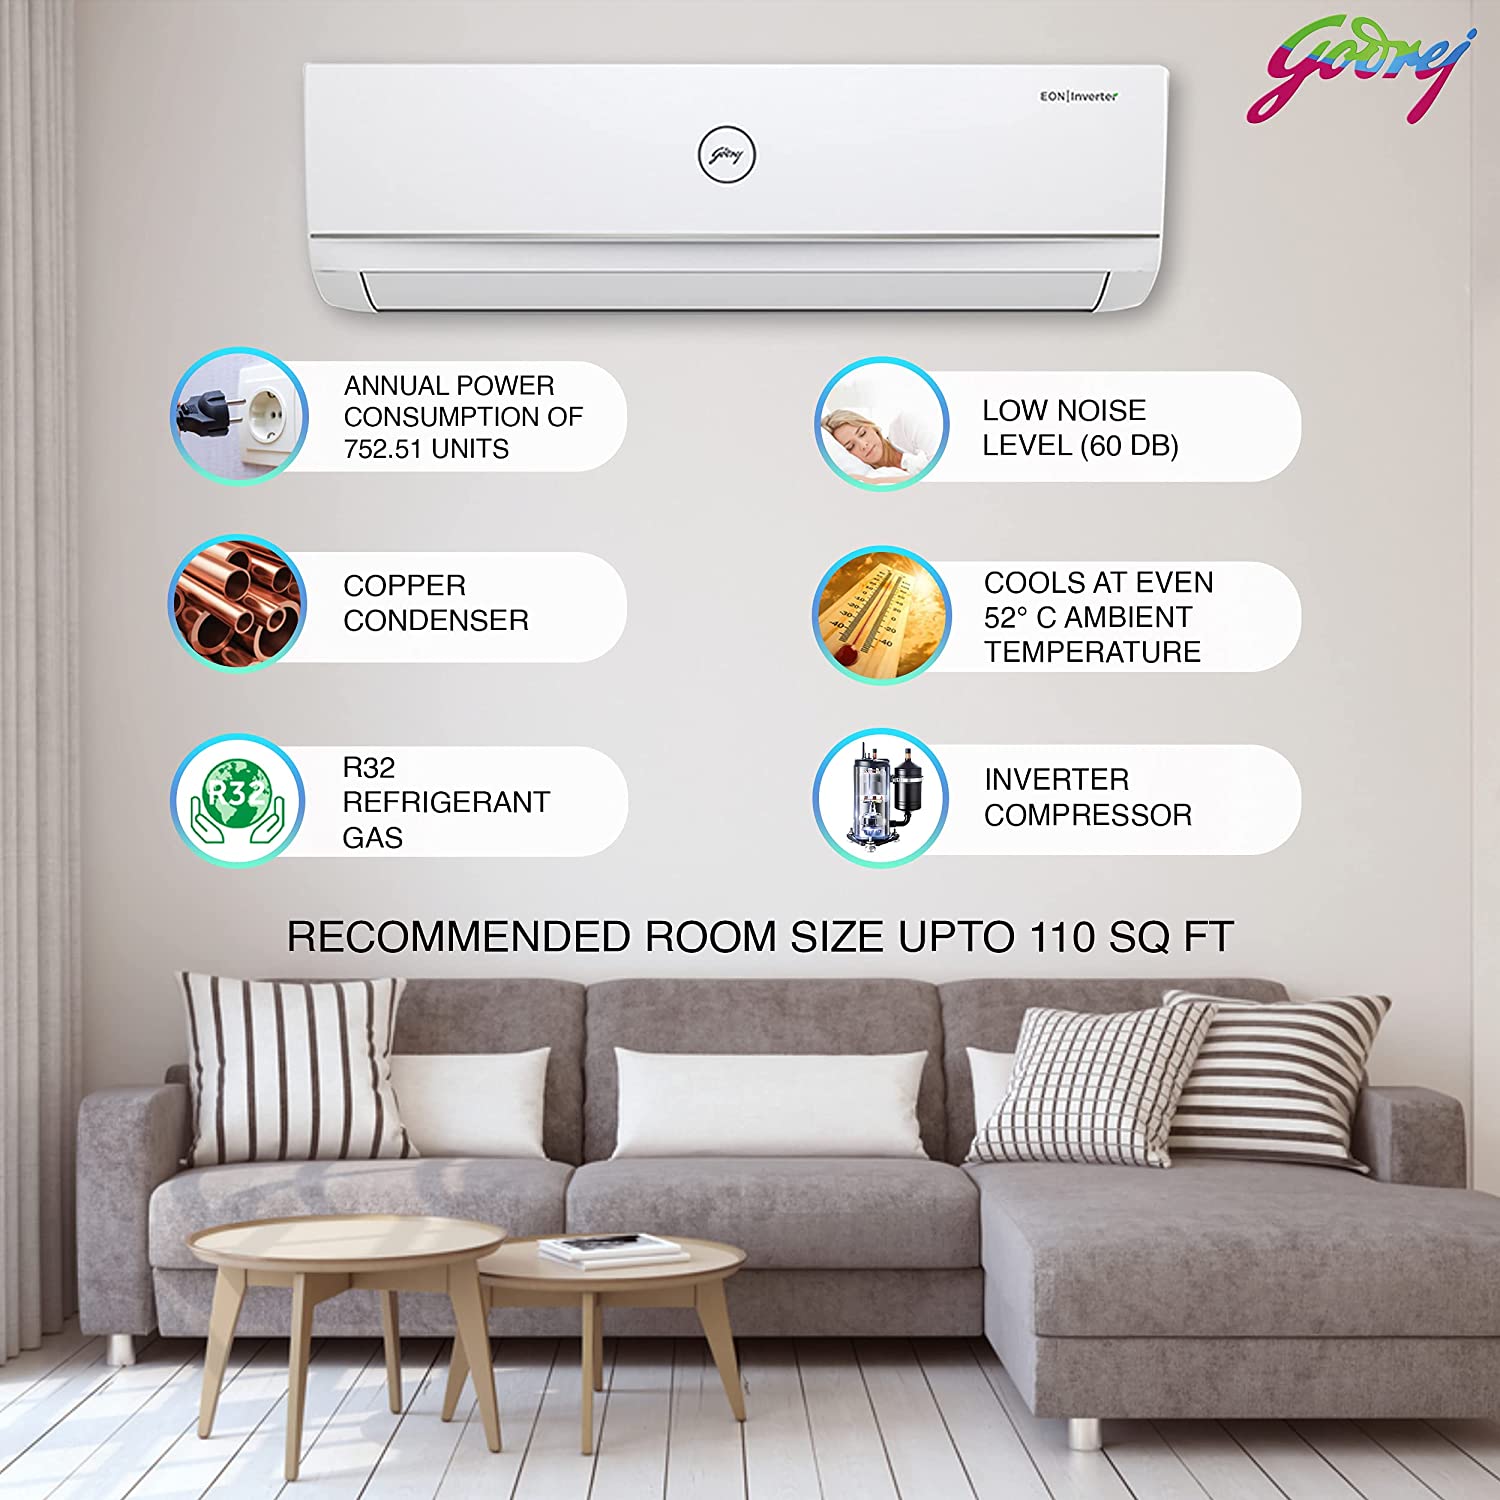 Godrej
EON|Inverter
Godrej
ANNUAL POWER
CONSUMPTION OF
752.51 UNITS
LOW NOISE
LEVEL (60 DB)
COPPER
CONDENSER
COOLS AT EVEN
52° C AMBIENT
TEMPERATURE
R32
R32
REFRIGERANT
GAS
INVERTER
COMPRESSOR
RECOMMENDED ROOM SIZE UPTO 110 SQ FT